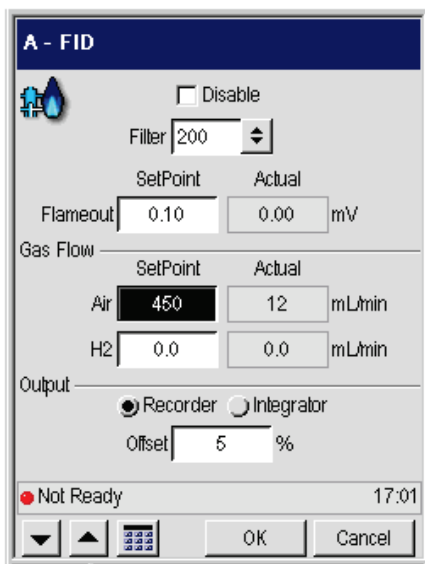 A - FID
Disable
Filter 200
SetPoint Actual
Flameout 0.10 0.00 mV
Gas Flow
SetPoint Actual
Air 450 12 mL/min
H2 0.0 0.0 mL/min
Output
Recorder Integrator
Offset 5 %
Not Ready 17:01
OK Cancel